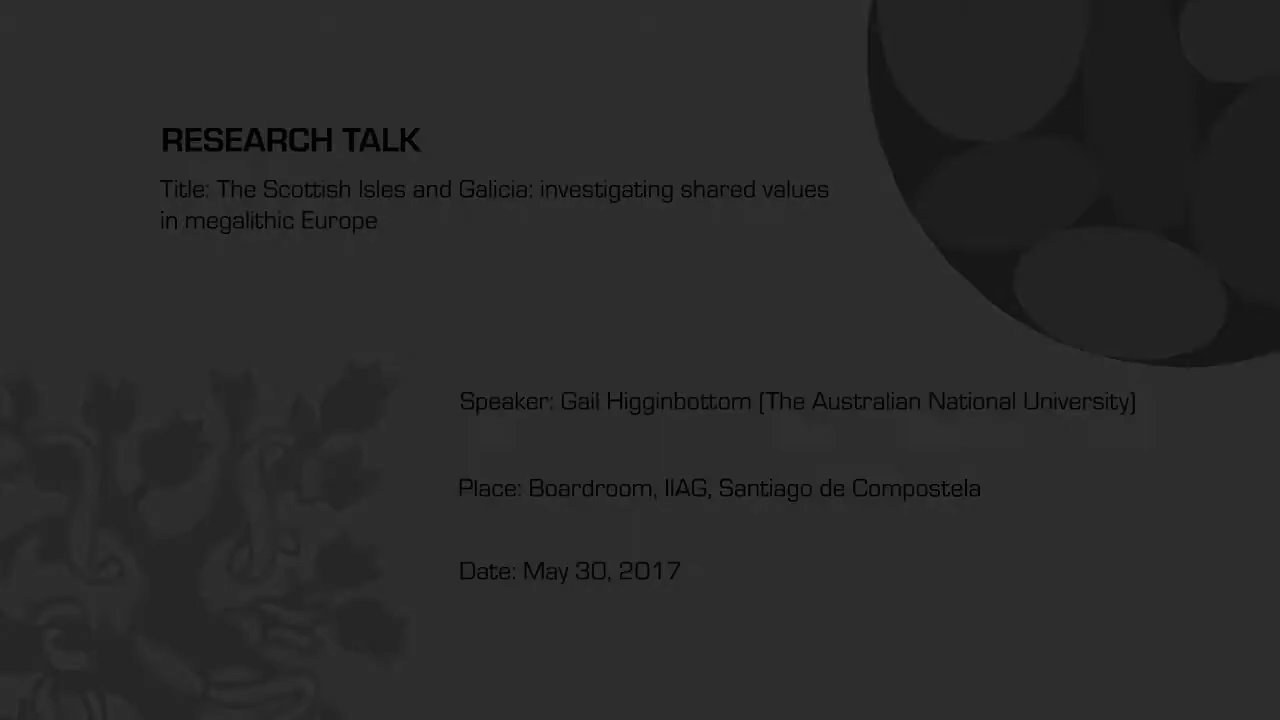 RESEARCH TALK
Title: The Scottish Isles and Galicia: investigating shared values
in megalithic Europe
Speaker: Gail Higginbottom (The Australian National University)
Place: Boardroom, IIAG, Santiago de Compostela
Date: May 30, 2017